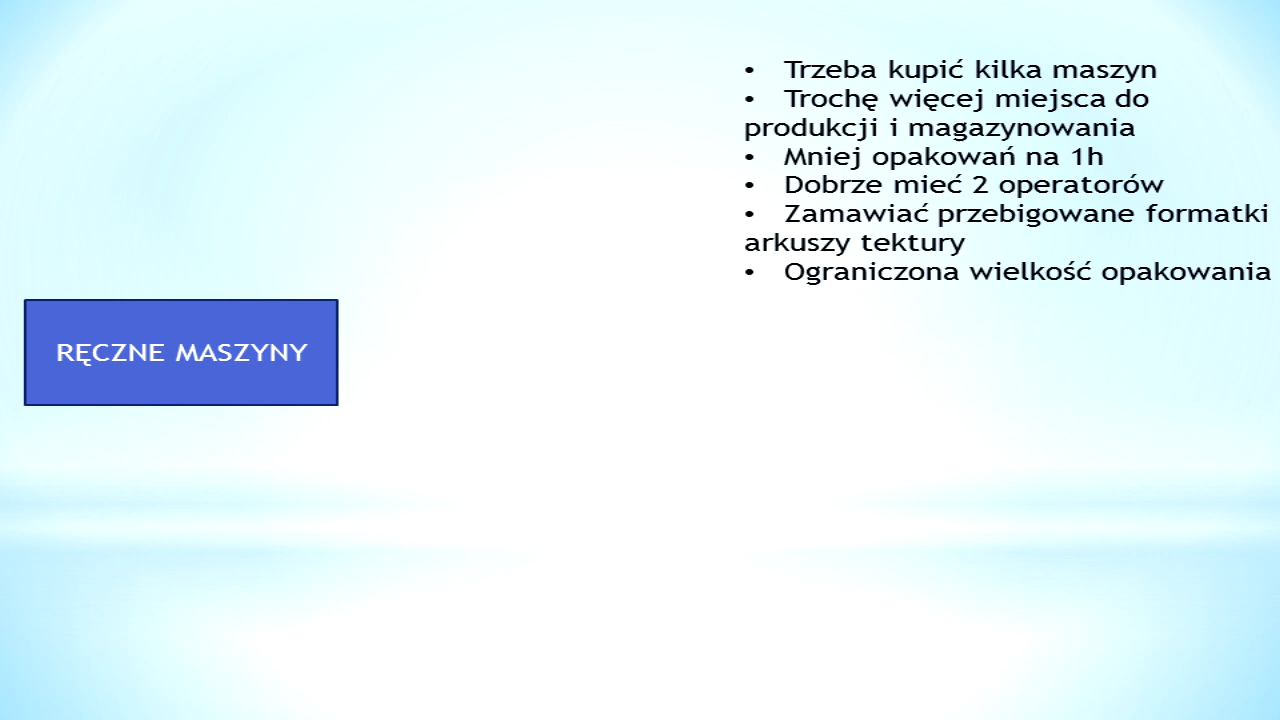 • Trzeba kupić kilka maszyn
• Trochę więcej miejsca do
produkcji i magazynowania
• Mniej opakowań na 1h
• Dobrze mieć 2 operatorów
• Zamawiać przebigowane formatki
arkuszy tektury
• Ograniczona wielkość opakowania
RĘCZNE MASZYNY